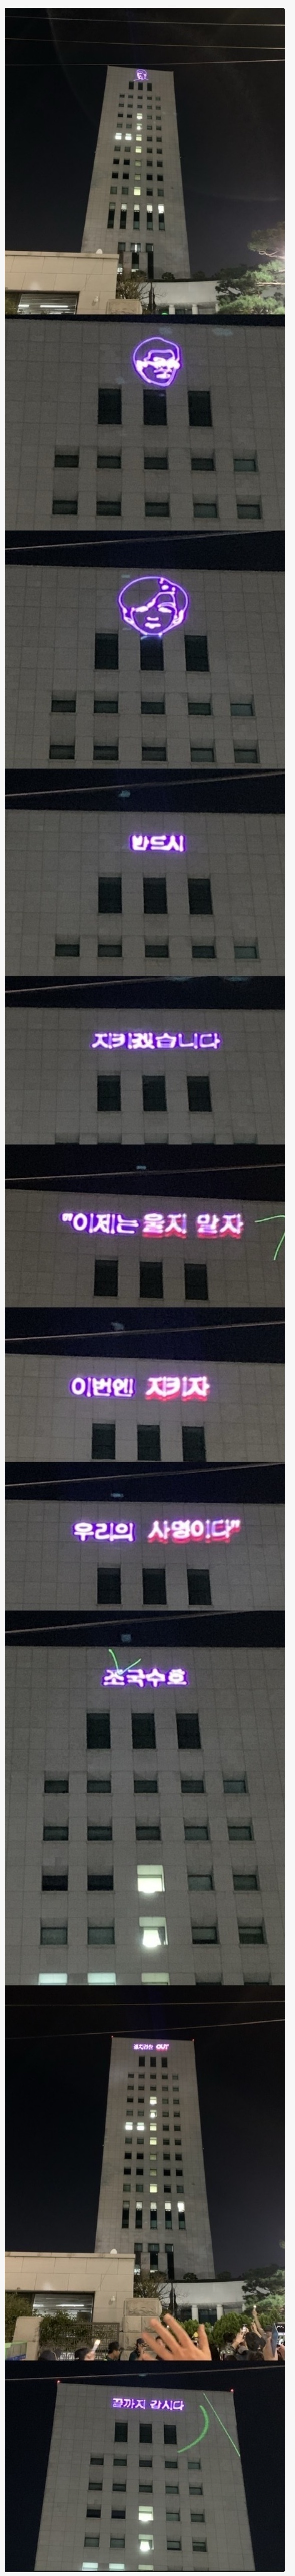 반드시
지키겠습니다
"이제는 울지 말자
이번엔 지키자
우리의 사명이다"
조국수호
OUT
끝까지 갑시다